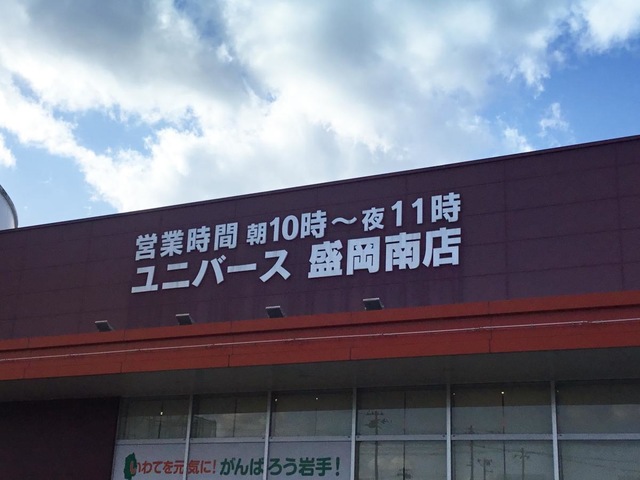 営業時間 朝10時～夜11時
ユニバース 盛岡南店
いわてを元気に!がんばろう岩手!